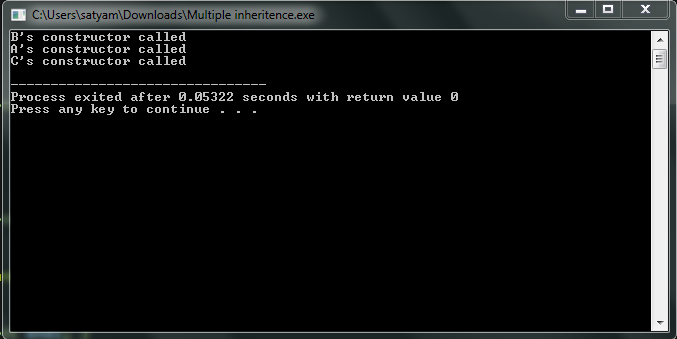 C:\Users\satyam\Downloads\Multiple inheritence.exe
B's constructor called
A's constructor called
C's constructor called
--------------------------------
Process exited after 0.05322 seconds with return value 0
Press any key to continue . . .